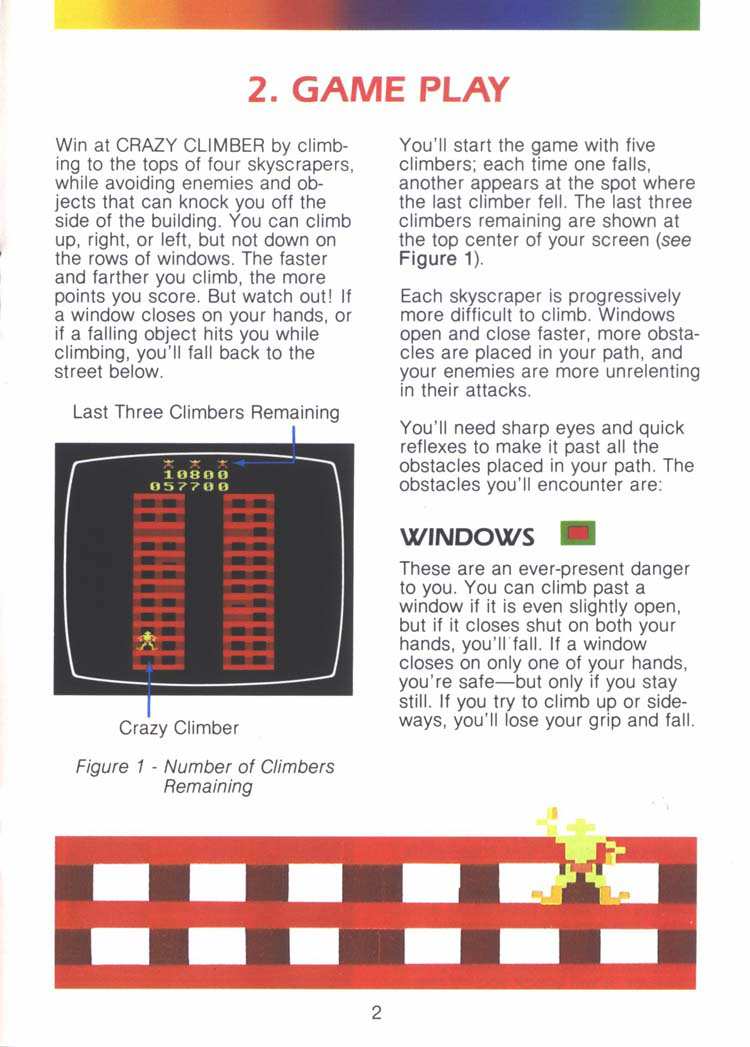 2. GAME PLAY
Win at CRAZY CLIMBER by climb-
ing to the tops of four skyscrapers,
while avoiding enemies and ob-
jects that can knock you off the
side of the building. You can climb
up, right, or left, but not down on
the rows of windows. The faster
and farther you climb, the more
points you score. But watch out! If
a window closes on your hands, or
if a falling object hits you while
climbing, you'll fall back to the
street below.
Last Three Climbers Remaining
10800
057700
Crazy Climber
Figure 1 - Number of Climbers
Remaining
You'll start the game with five
climbers; each time one falls,
another appears at the spot where
the last climber fell. The last three
climbers remaining are shown at
the top center of your screen (see
Figure 1).
Each skyscraper is progressively
more difficult to climb. Windows
open and close faster, more obsta-
cles are placed in your path, and
your enemies are more unrelenting
in their attacks.
You'll need sharp eyes and quick
reflexes to make it past all the
obstacles placed in your path. The
obstacles you'll encounter are:
WINDOWS
These are an ever-present danger
to you. You can climb past a
window if it is even slightly open,
but if it closes shut on both your
hands, you'll fall. If a window
closes on only one of your hands,
you're safe—but only if you stay
still. If you try to climb up or side-
ways, you'll lose your grip and fall.
2